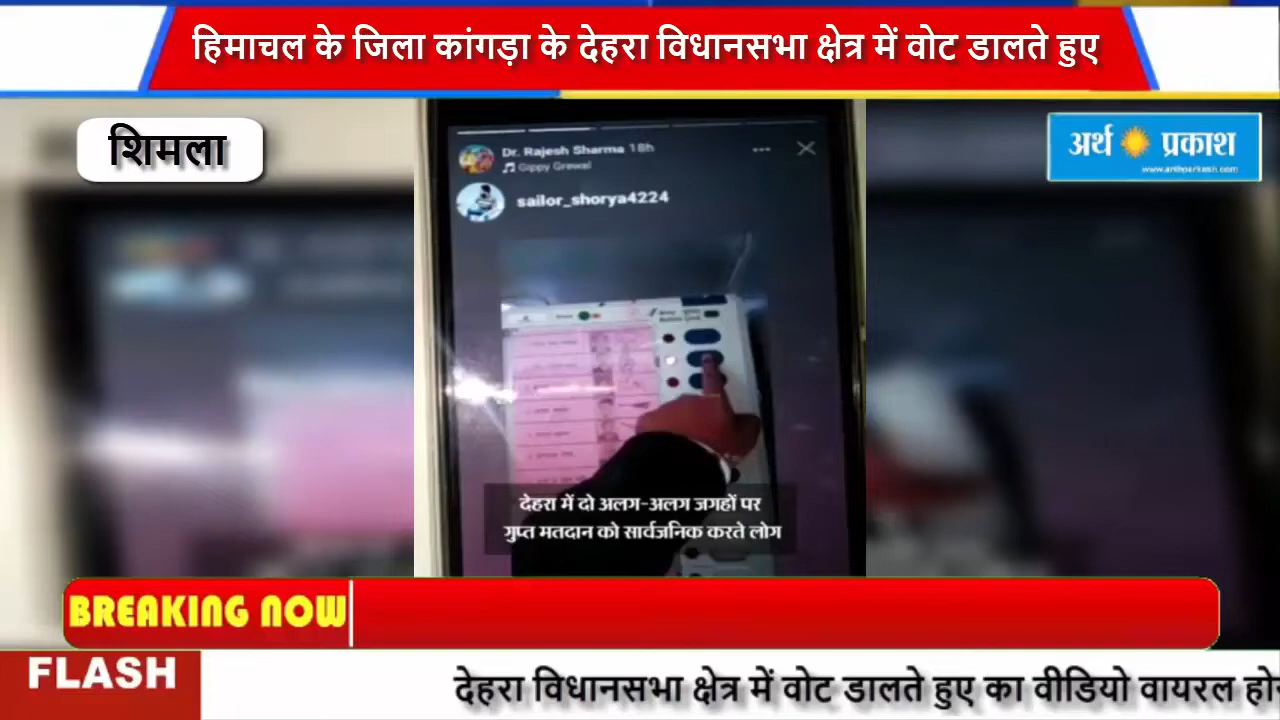 हिमाचल के जिला कांगड़ा के देहरा विधानसभा क्षेत्र में वोट डालते हुए
शिमला
अर्थ प्रकाश
www.arthparkash.com
Dr. Rajesh Sharma 18h
Gippy Grewal
sailor_shorya4224
देहरा में दो अलग-अलग जगहों पर
गुप्त मतदान को सार्वजनिक करते लोग
BREAKING NOW
FLASH
देहरा विधानसभा क्षेत्र में वोट डालते हुए का वीडियो वायरल